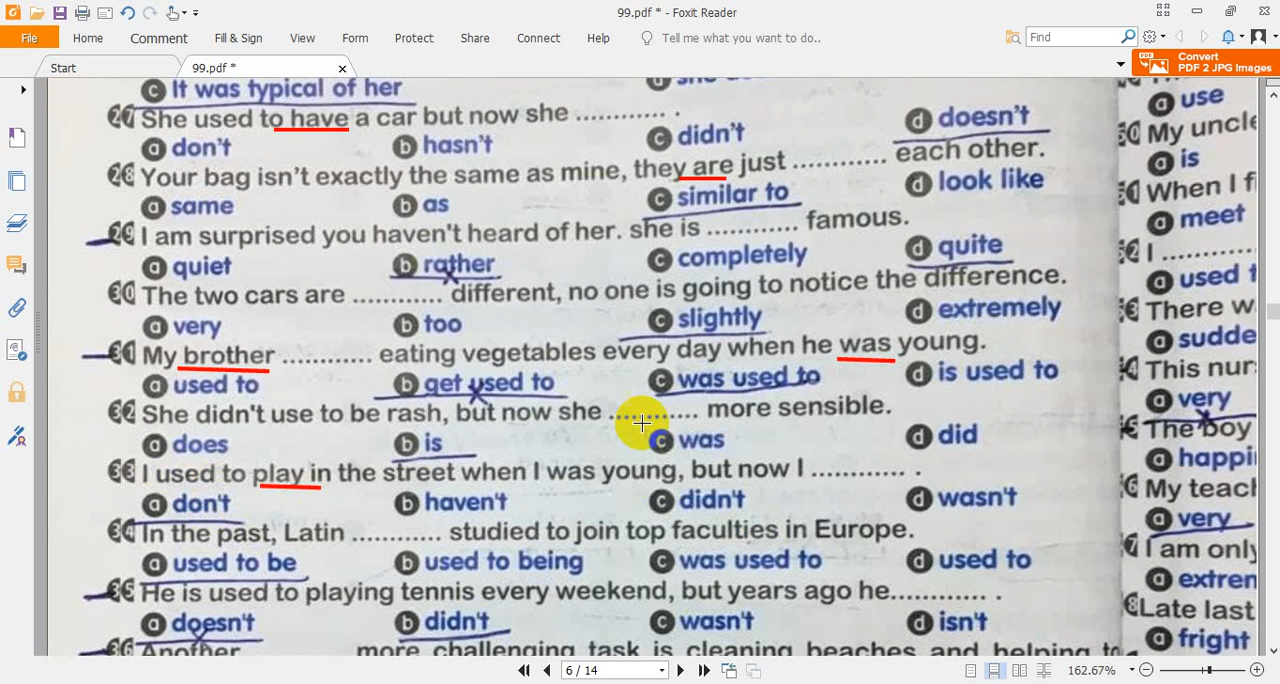 99.pdf * - Foxit Reader
File Home Comment Fill & Sign View Form Protect Share Connect Help Tell me what you want to do.. Find
Convert
PDF 2 JPG Images
Start 99.pdf *
c It was typical of her
27 She used to have a car but now she ............ .
a don't b hasn't c didn't d doesn't
28 Your bag isn't exactly the same as mine, they are just ............ each other.
a same b as c similar to d look like
29 I am surprised you haven't heard of her. she is ............ famous.
a quiet b rather c completely d quite
30 The two cars are ............ different, no one is going to notice the difference.
a very b too c slightly d extremely
31 My brother ............ eating vegetables every day when he was young.
a used to b get used to c was used to d is used to
32 She didn't use to be rash, but now she ............ more sensible.
a does b is c was d did
33 I used to play in the street when I was young, but now I ............ .
a don't b haven't c didn't d wasn't
34 In the past, Latin ............ studied to join top faculties in Europe.
a used to be b used to being c was used to d used to
35 He is used to playing tennis every weekend, but years ago he............ .
a doesn't b didn't c wasn't d isn't
36 Another more challenging task is cleaning beaches and helping
a use
My uncle
a is
When I
a meet
I ..........
a used
There
a
This
a very
The boy
a
My
a very
I am only
a
Late last
a fright
6 / 14
162.67%